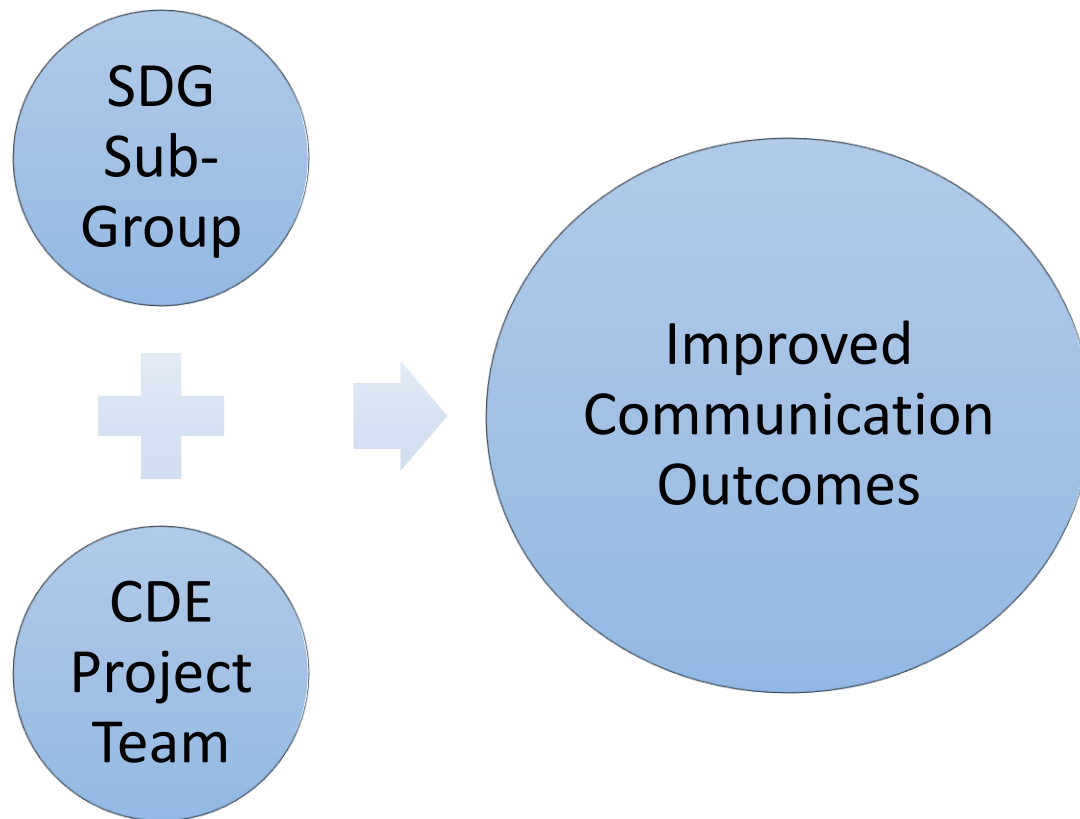 SDG
Sub-
Group
CDE
Project
Team
Improved
Communication
Outcomes